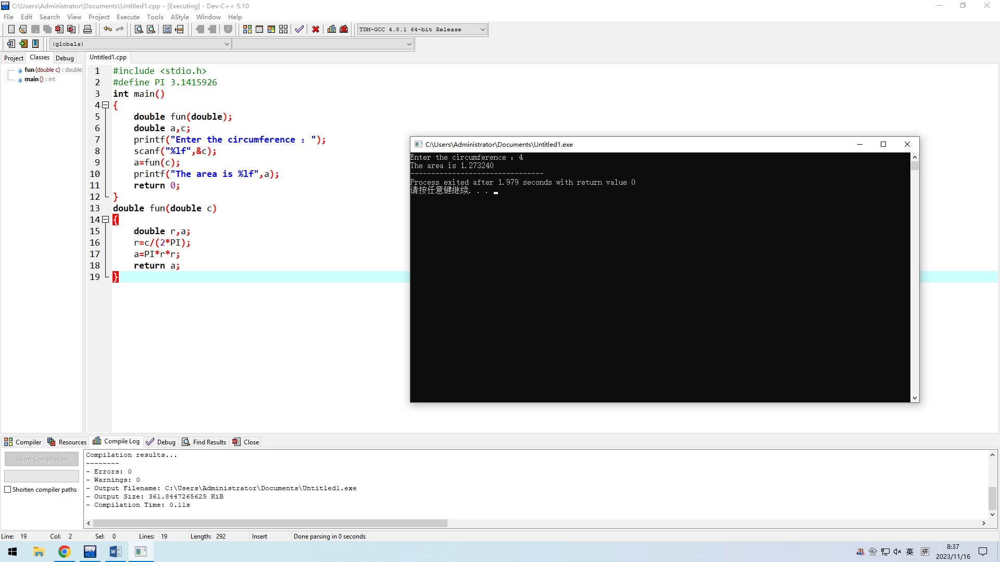 C:\Users\Administrator\Documents\Untitled1.cpp - [Executing] - Dev-C++ 5.10
File Edit Search View Project Execute Tools AStyle Window Help
TDM-GCC 4.8.1 64-bit Release
(globals)
Project Classes Debug
Untitled1.cpp
fun (double c) : double
main () : int
1 #include <stdio.h>
2 #define PI 3.1415926
3 int main()
4 {
5 double fun(double);
6 double a,c;
7 printf("Enter the circumference : ");
8 scanf("%lf",&c);
9 a=fun(c);
10 printf("The area is %lf",a);
11 return 0;
12 }
13 double fun(double c)
14 {
15 double r,a;
16 r=c/(2*PI);
17 a=PI*r*r;
18 return a;
19 }
C:\Users\Administrator\Documents\Untitled1.exe
Enter the circumference : 4
The area is 1.273240
--------------------------------
Process exited after 1.979 seconds with return value 0
请按任意键继续. . .
Compiler Resources Compile Log Debug Find Results Close
Abort Compilation
Shorten compiler paths
Compilation results...
--------
- Errors: 0
- Warnings: 0
- Output Filename: C:\Users\Administrator\Documents\Untitled1.exe
- Output Size: 361.8447265625 KiB
- Compilation Time: 0.11s
Line: 19 Col: 2 Sel: 0 Lines: 19 Length: 292 Insert Done parsing in 0 seconds
DEV
英 拼
8:37
2023/11/16